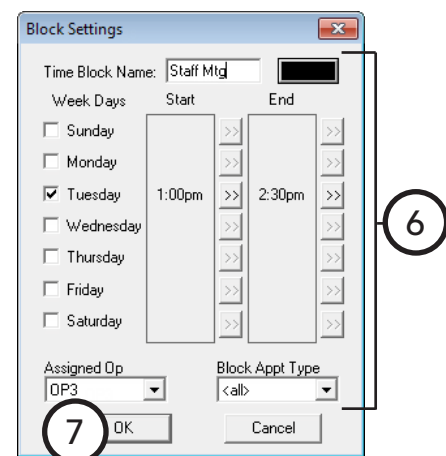 Block Settings
Time Block Name: Staff Mtg
Week Days Start End
Sunday >> >>
Monday >> >>
Tuesday 1:00pm >> 2:30pm >>
Wednesday >> >>
Thursday >> >>
Friday >> >>
Saturday >> >>
6
Assigned Op Block Appt Type
OP3 <all>
7 OK Cancel